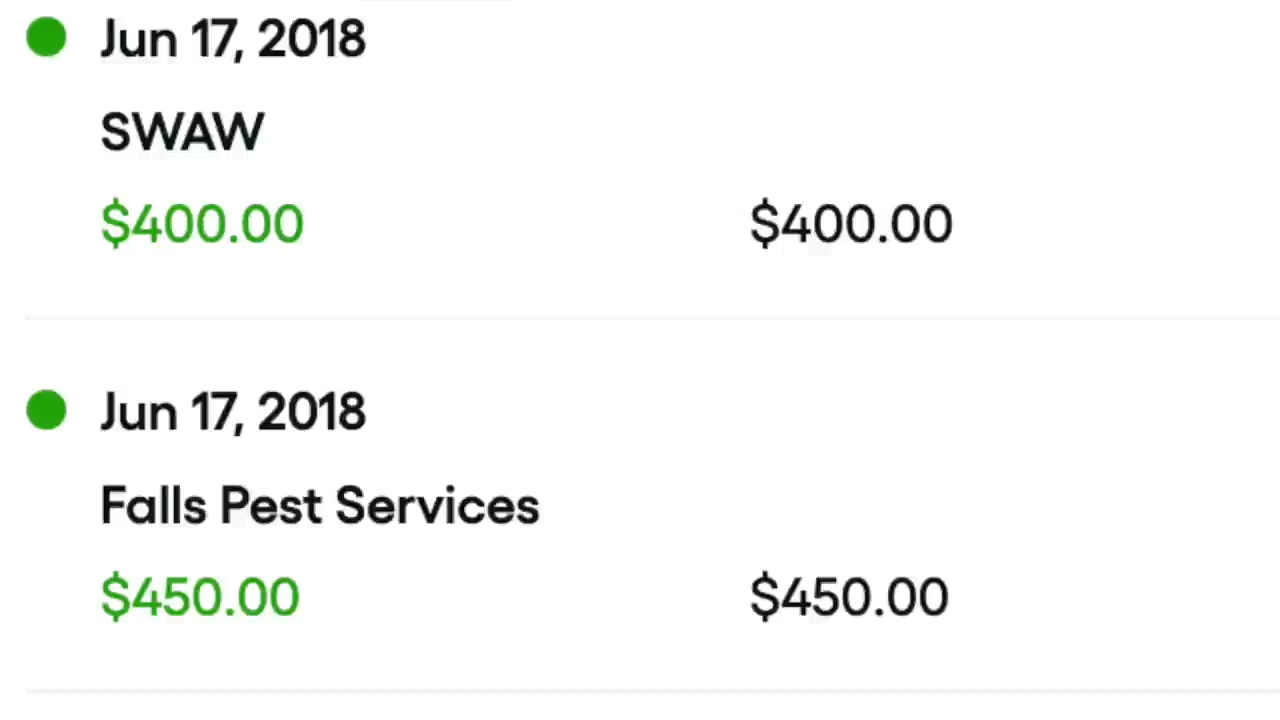 Jun 17, 2018
SWAW
$400.00 $400.00
Jun 17, 2018
Falls Pest Services
$450.00 $450.00